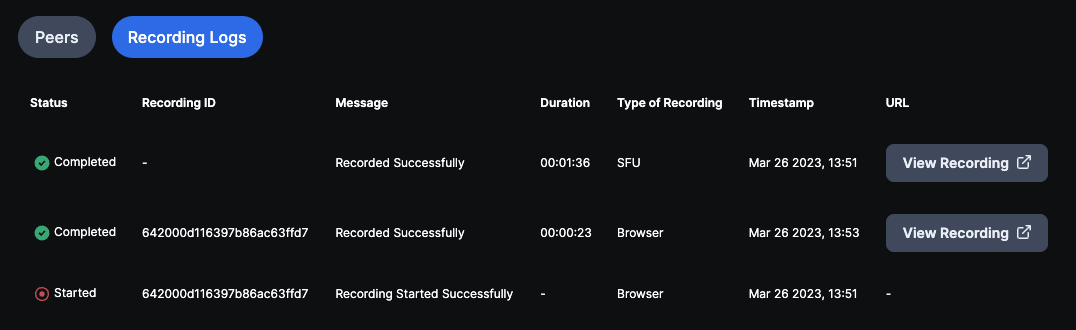 Peers Recording Logs
Status Recording ID Message Duration Type of Recording Timestamp URL
Completed - Recorded Successfully 00:01:36 SFU Mar 26 2023, 13:51 View Recording
Completed 642000d116397b86ac63ffd7 Recorded Successfully 00:00:23 Browser Mar 26 2023, 13:53 View Recording
Started 642000d116397b86ac63ffd7 Recording Started Successfully - Browser Mar 26 2023, 13:51 -